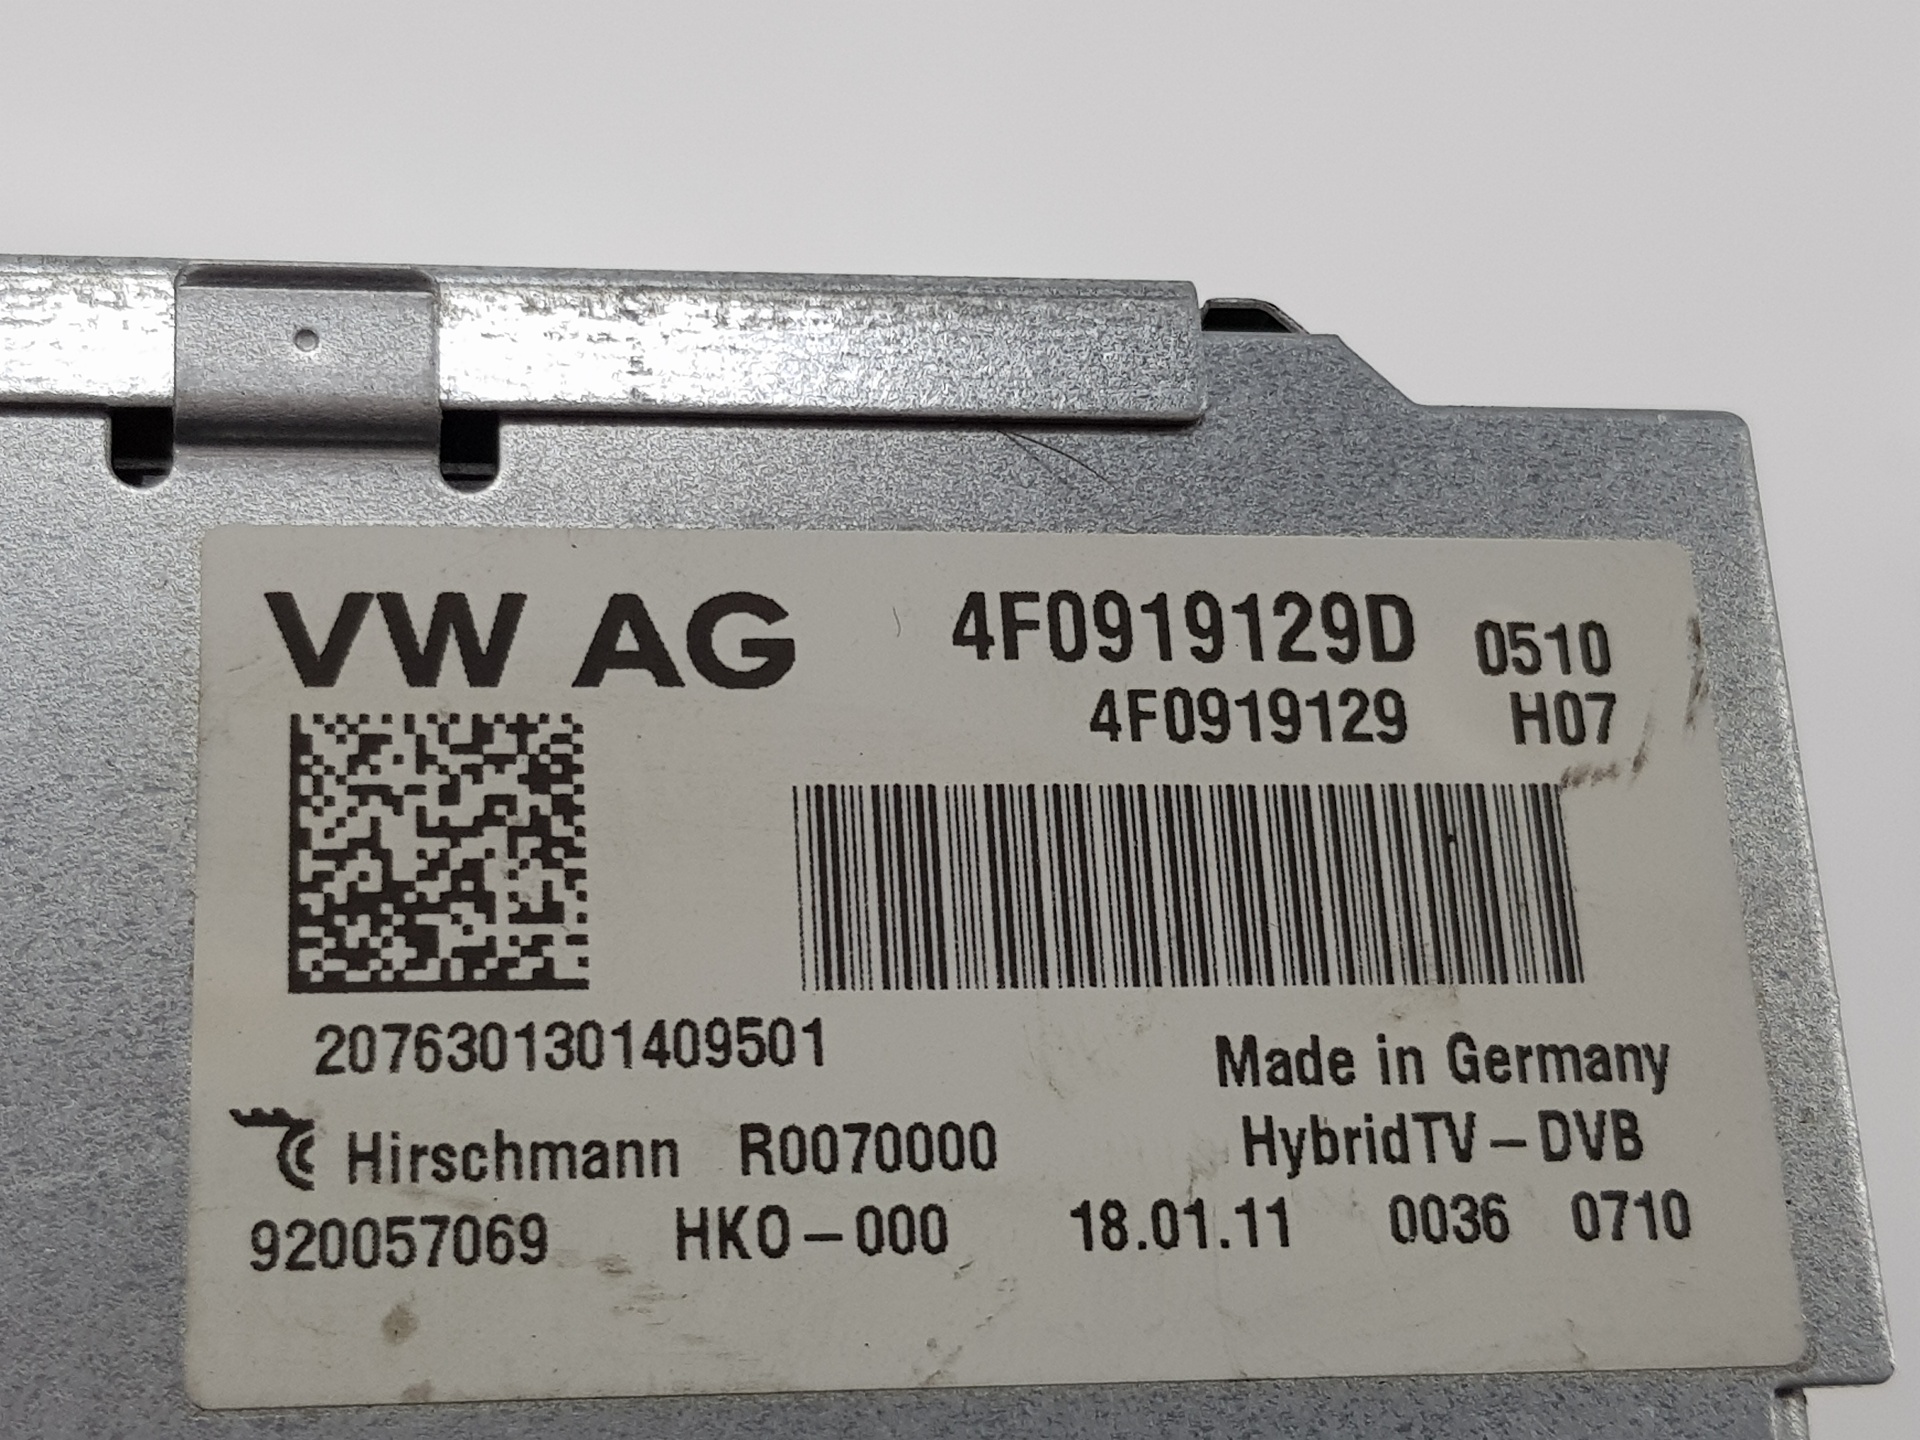 VW AG 4F0919129D 0510
4F0919129 H07
2076301301409501
Made in Germany
Hirschmann R0070000 HybridTV-DVB
920057069 HKO-000 18.01.11 0036 0710